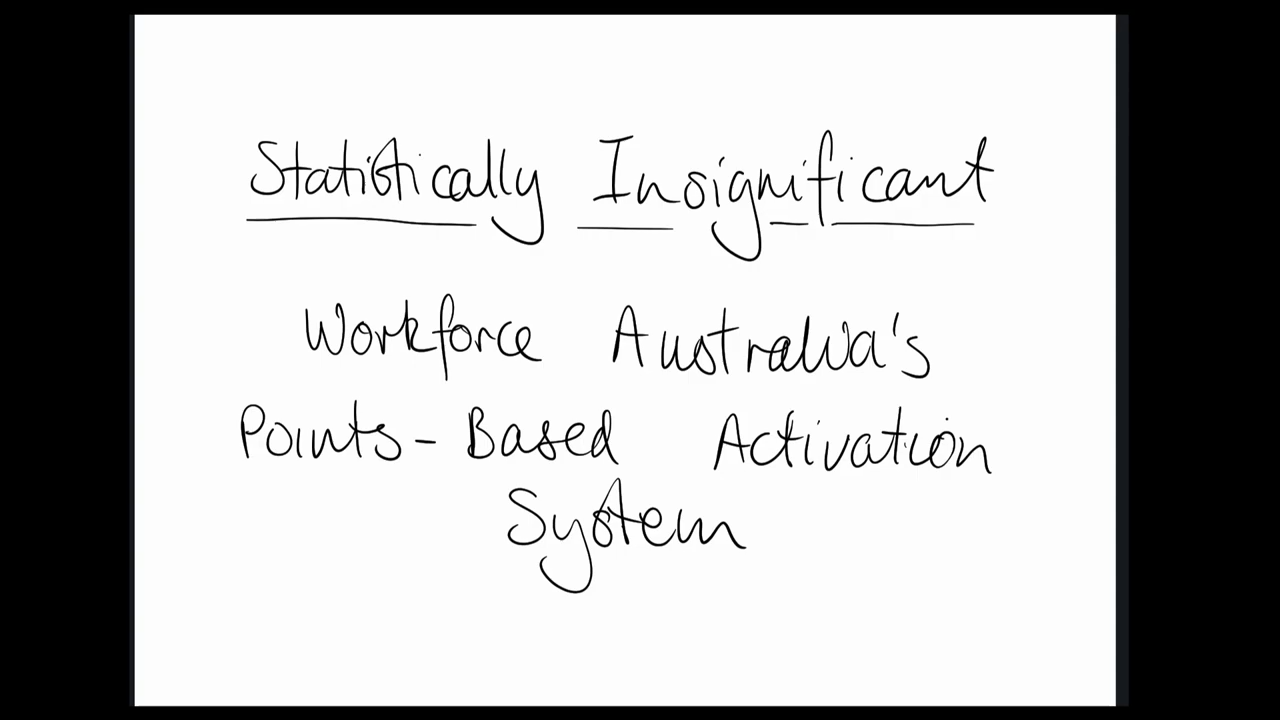 Statistically Insignificant
Workforce Australia's
Points-Based Activation
System